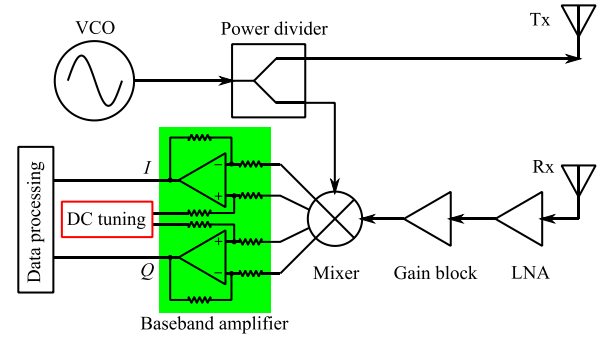 VCO
Power divider
Tx
I
−
+
Rx
Data processing
DC tuning
+
−
Q
Mixer
Gain block
LNA
Baseband amplifier